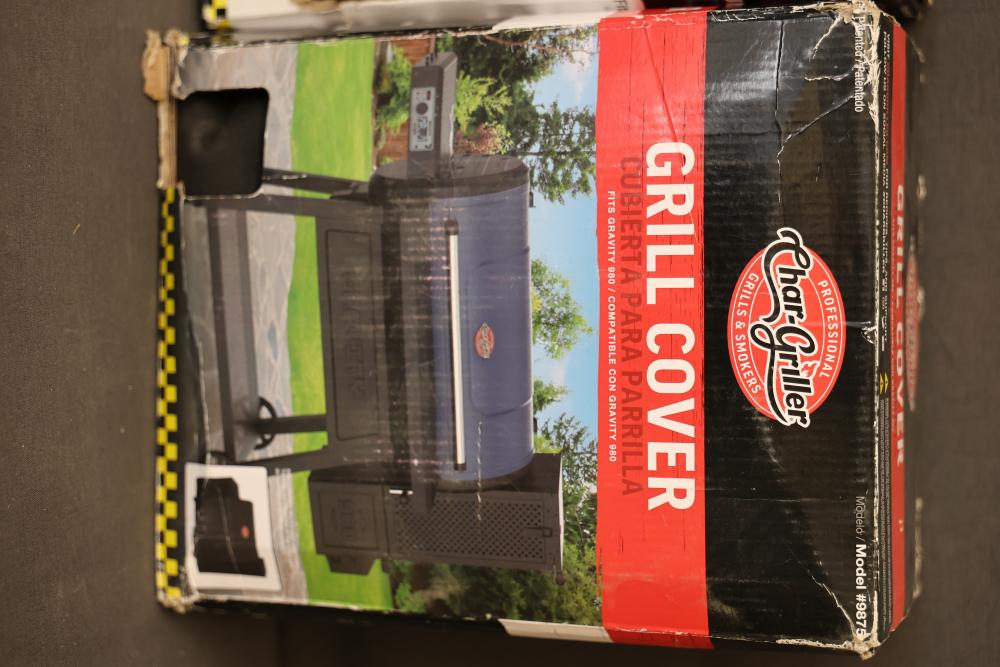 Patented / Patentado
Modelo / Model #9875
PROFESSIONAL
Char-Griller
GRILLS & SMOKERS
GRILL COVER
CUBIERTA PARA PARRILLA
FITS GRAVITY 980 / COMPATIBLE CON GRAVITY 980
GRILL COVER